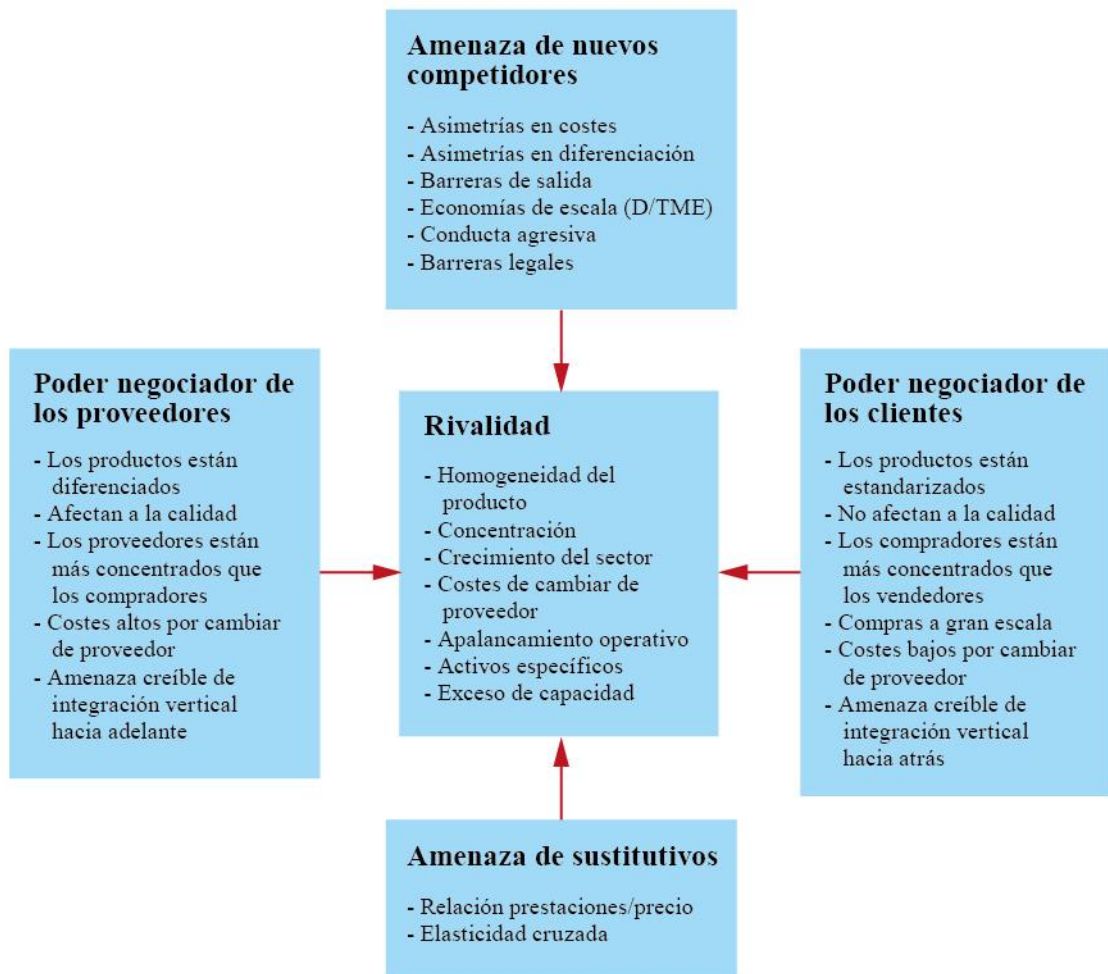 Amenaza de nuevos
competidores
- Asimetrías en costes
- Asimetrías en diferenciación
- Barreras de salida
- Economías de escala (D/TME)
- Conducta agresiva
- Barreras legales
Poder negociador de
los proveedores
- Los productos están
diferenciados
- Afectan a la calidad
- Los proveedores están
más concentrados que
los compradores
- Costes altos por cambiar
de proveedor
- Amenaza creíble de
integración vertical
hacia adelante
Rivalidad
- Homogeneidad del
producto
- Concentración
- Crecimiento del sector
- Costes de cambiar de
proveedor
- Apalancamiento operativo
- Activos específicos
- Exceso de capacidad
Poder negociador de
los clientes
- Los productos están
estandarizados
- No afectan a la calidad
- Los compradores están
más concentrados que
los vendedores
- Compras a gran escala
- Costes bajos por cambiar
de proveedor
- Amenaza creíble de
integración vertical
hacia atrás
Amenaza de sustitutivos
- Relación prestaciones/precio
- Elasticidad cruzada